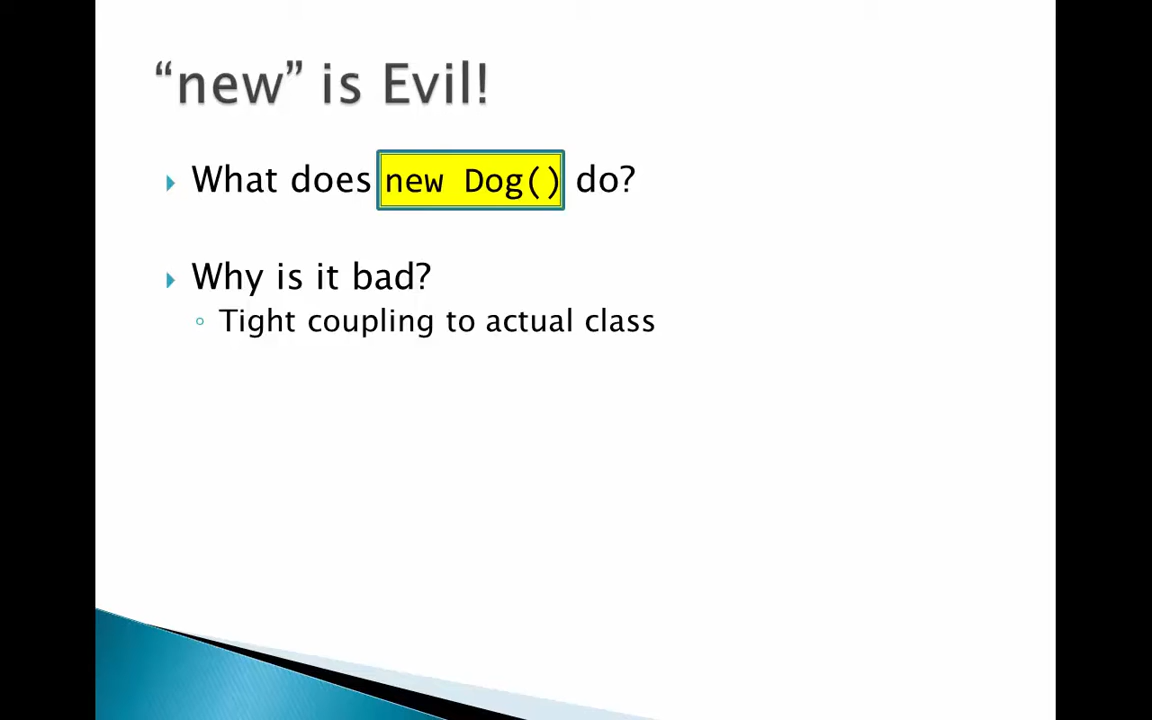 “new” is Evil!
What does new Dog() do?
Why is it bad?
Tight coupling to actual class